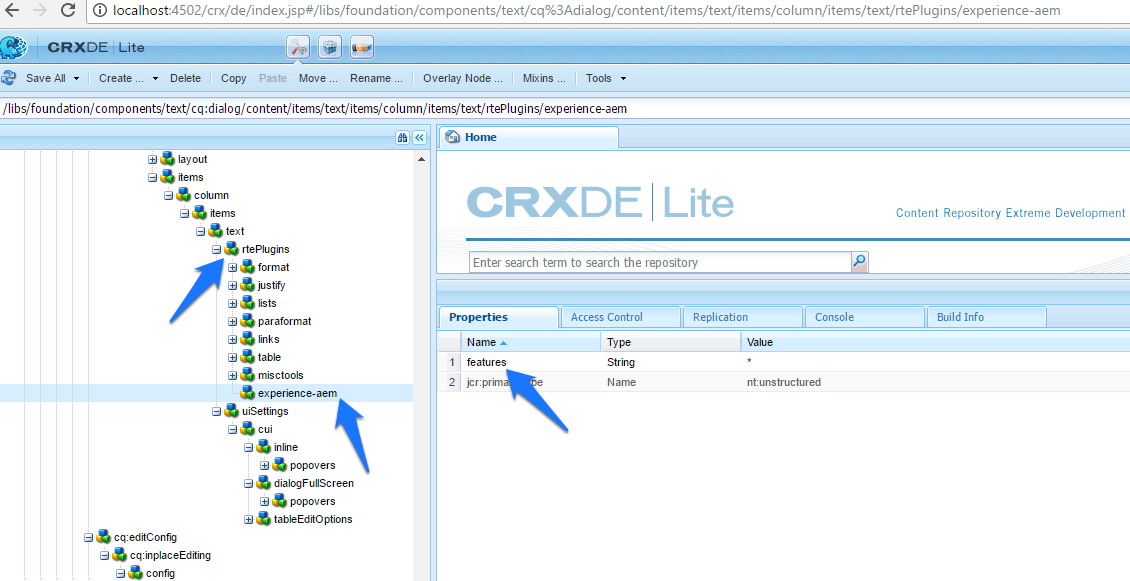 localhost:4502/crx/de/index.jsp#/libs/foundation/components/text/cq%3Adialog/content/items/text/items/column/items/text/rtePlugins/experience-aem
CRXDE | Lite
Save All Create ... Delete Copy Paste Move ... Rename ... Overlay Node ... Mixins ... Tools
/libs/foundation/components/text/cq:dialog/content/items/text/items/column/items/text/rtePlugins/experience-aem
Home
layout
items
column
items
text
rtePlugins
format
justify
lists
paraformat
links
table
misctools
experience-aem
uiSettings
cui
inline
popovers
dialogFullScreen
popovers
tableEditOptions
cq:editConfig
cq:inplaceEditing
config
CRXDE | Lite
Content Repository Extreme Development
Enter search term to search the repository
Properties Access Control Replication Console Build Info
Name Type Value
1 features String *
2 Name nt:unstructured